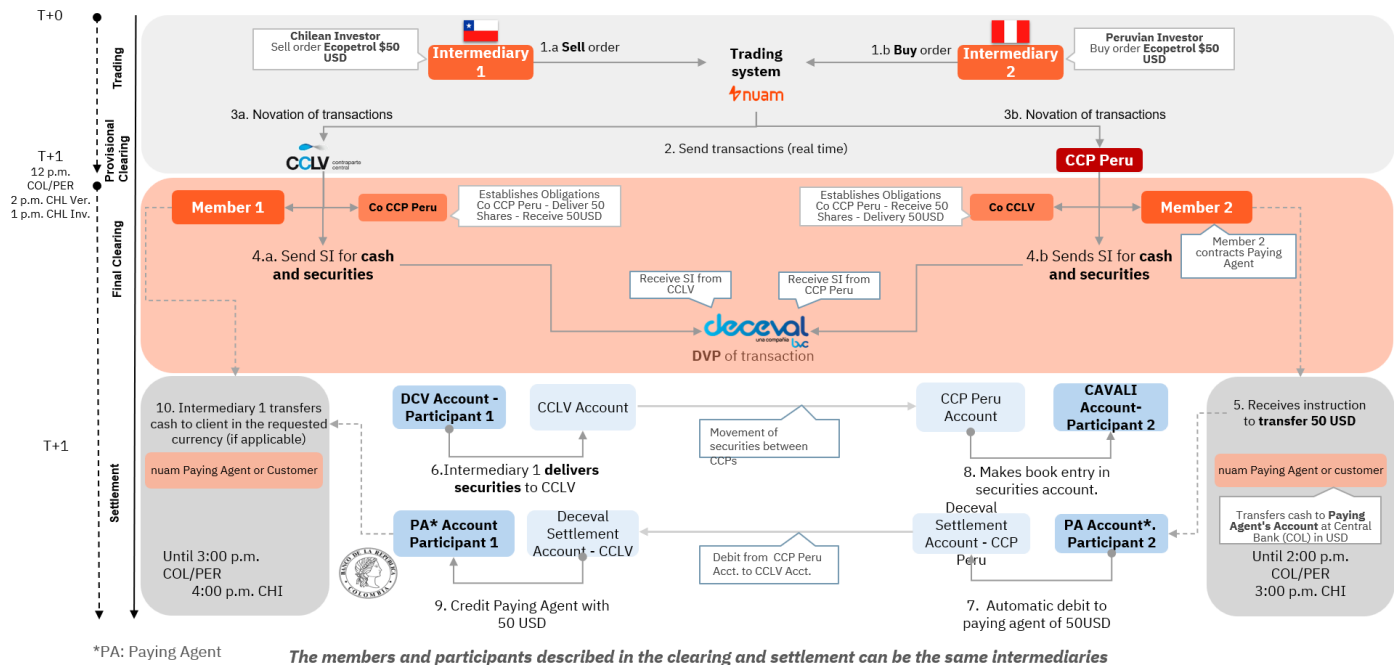 T+0
Trading
Chilean Investor
Sell order Ecopetrol $50
USD
Intermediary
1
1.a Sell order
Trading
system
nuam
1.b Buy order
Intermediary
2
Peruvian Investor
Buy order Ecopetrol $50
USD
3a. Novation of transactions
3b. Novation of transactions
Provisional
Clearing
CCLV contraparte
central
2. Send transactions (real time)
CCP Peru
T+1
12 p.m.
COL/PER
2 p.m. CHL Ver.
1 p.m. CHL Inv.
Final Clearing
Member 1
Co CCP Peru
Establishes Obligations
Co CCP Peru - Deliver 50
Shares - Receive 50USD
Establishes Obligations
Co CCP Peru - Receive 50
Shares - Delivery 50USD
Co CCLV
Member 2
4.a. Send SI for cash
and securities
4.b Sends SI for cash
and securities
Member 2
contracts Paying
Agent
Receive SI from
CCLV
Receive SI from
CCP Peru
deceval
una compañía
bvc
DVP of transaction
T+1
Settlement
10. Intermediary 1 transfers
cash to client in the requested
currency (if applicable)
nuam Paying Agent or Customer
Until 3:00 p.m.
COL/PER
4:00 p.m. CHI
DCV Account -
Participant 1
CCLV Account
Movement of
securities between
CCPs
CCP Peru
Account
CAVALI
Account-
Participant 2
6.Intermediary 1 delivers
securities to CCLV
8. Makes book entry in
securities account.
PA* Account
Participant 1
Deceval
Settlement
Account - CCLV
Debit from CCP Peru
Acct. to CCLV Acct.
Deceval
Settlement
Account - CCP
Peru
PA Account*.
Participant 2
BANCO DE LA REPUBLICA
COLOMBIA
9. Credit Paying Agent with
50 USD
7. Automatic debit to
paying agent of 50USD
5. Receives instruction
to transfer 50 USD
nuam Paying Agent or customer
Transfers cash to Paying
Agent's Account at Central
Bank (COL) in USD
Until 2:00 p.m.
COL/PER
3:00 p.m. CHI
*PA: Paying Agent
The members and participants described in the clearing and settlement can be the same intermediaries